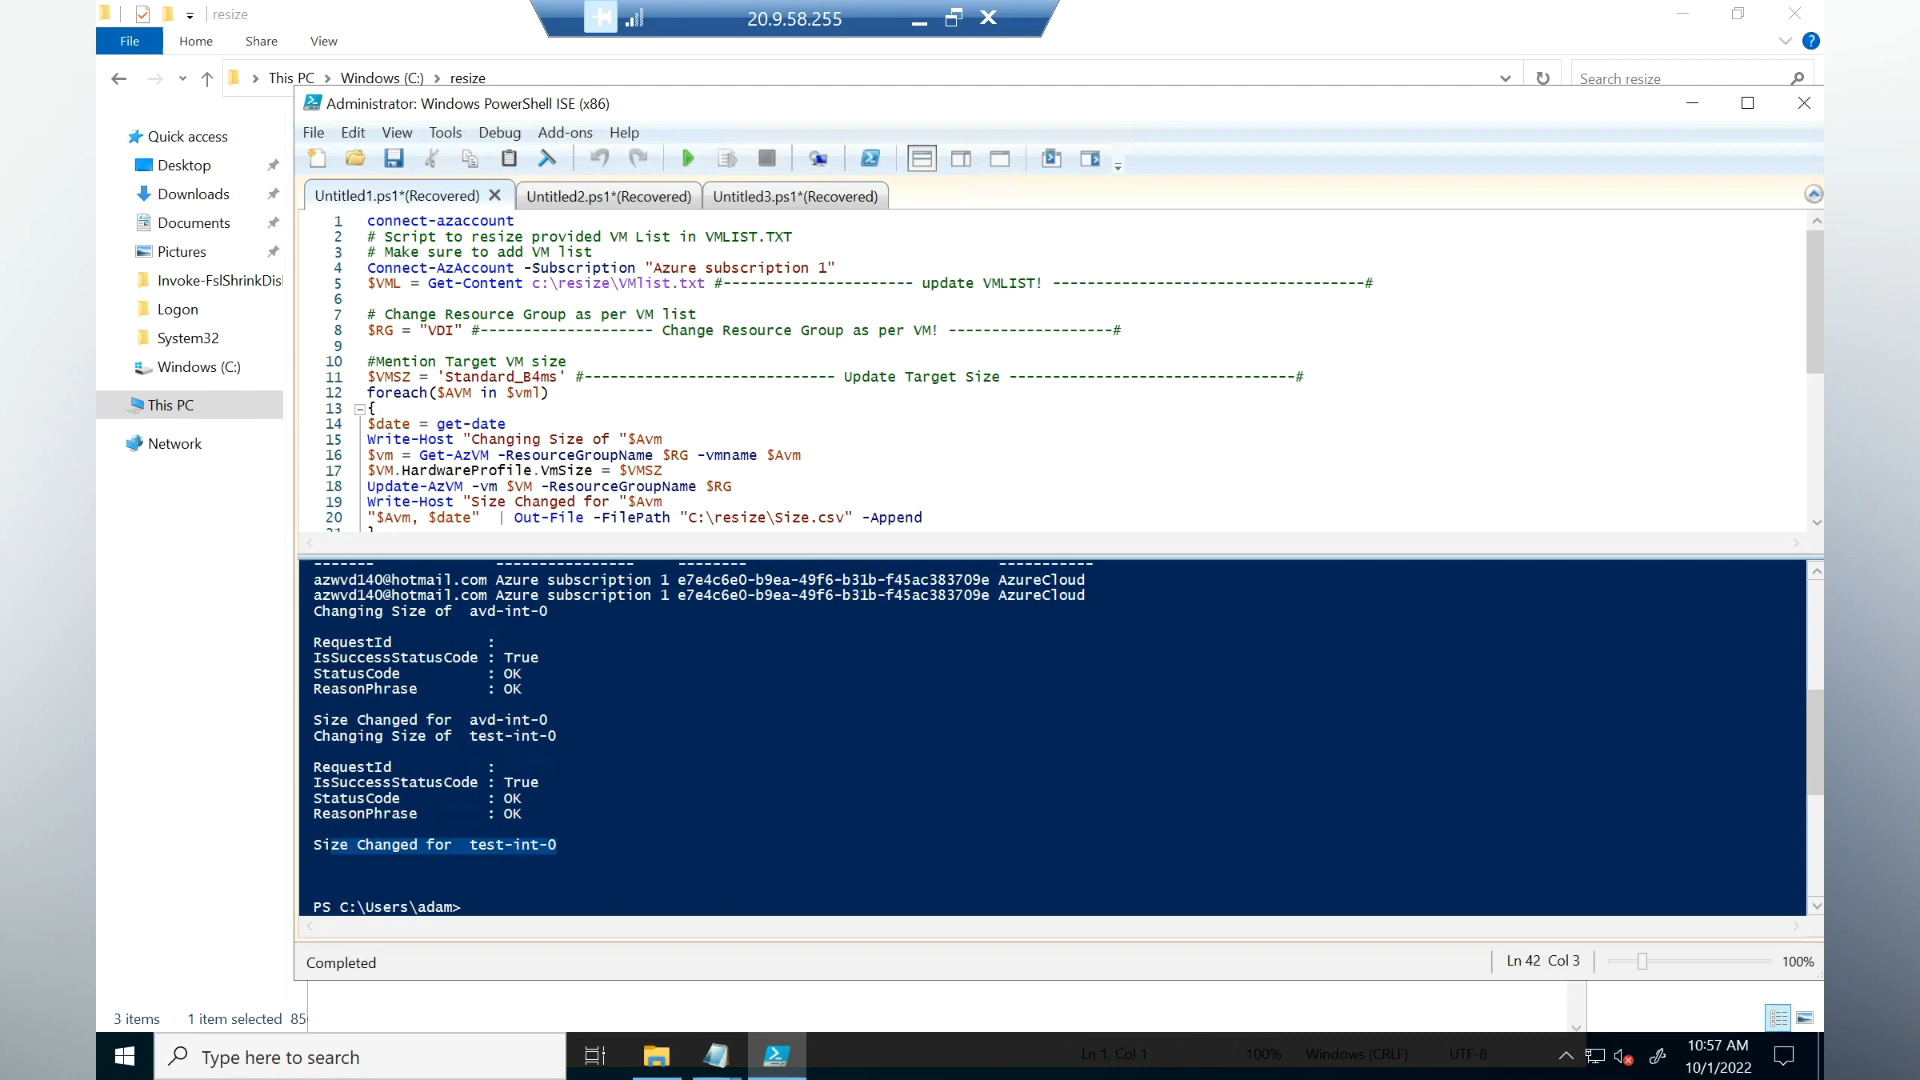 resize
20.9.58.255
File Home Share View
This PC > Windows (C:) > resize
Search resize
Administrator: Windows PowerShell ISE (x86)
File Edit View Tools Debug Add-ons Help
Untitled1.ps1*(Recovered) Untitled2.ps1*(Recovered) Untitled3.ps1*(Recovered)
Quick access
Desktop
Downloads
Documents
Pictures
Invoke-FslShrinkDis
Logon
System32
Windows (C:)
This PC
Network
1 connect-azaccount
2 # Script to resize provided VM List in VMLIST.TXT
3 # Make sure to add VM list
4 Connect-AzAccount -Subscription "Azure subscription 1"
5 $VML = Get-Content c:\resize\VMlist.txt #---------------------- update VMLIST! ------------------------------------#
6
7 # Change Resource Group as per VM list
8 $RG = "VDI" #-------------------- Change Resource Group as per VM! -------------------#
9
10 #Mention Target VM size
11 $VMSZ = 'Standard_B4ms' #----------------------------- Update Target Size ---------------------------------#
12 foreach($AVM in $vml)
13 {
14 $date = get-date
15 Write-Host "Changing Size of "$Avm
16 $vm = Get-AzVM -ResourceGroupName $RG -vmname $Avm
17 $VM.HardwareProfile.VmSize = $VMSZ
18 Update-AzVM -vm $VM -ResourceGroupName $RG
19 Write-Host "Size Changed for "$Avm
20 "$Avm, $date" | Out-File -FilePath "C:\resize\Size.csv" -Append
------- ---------------- -------- -----------
azwvd140@hotmail.com Azure subscription 1 e7e4c6e0-b9ea-49f6-b31b-f45ac383709e AzureCloud
azwvd140@hotmail.com Azure subscription 1 e7e4c6e0-b9ea-49f6-b31b-f45ac383709e AzureCloud
Changing Size of avd-int-0
RequestId :
IsSuccessStatusCode : True
StatusCode : OK
ReasonPhrase : OK
Size Changed for avd-int-0
Changing Size of test-int-0
RequestId :
IsSuccessStatusCode : True
StatusCode : OK
ReasonPhrase : OK
Size Changed for test-int-0
PS C:\Users\adam>
Completed
Ln 42 Col 3
100%
3 items 1 item selected 85
Type here to search
Ln 1, Col 1 100% Windows (CRLF) UTF-8
10:57 AM
10/1/2022